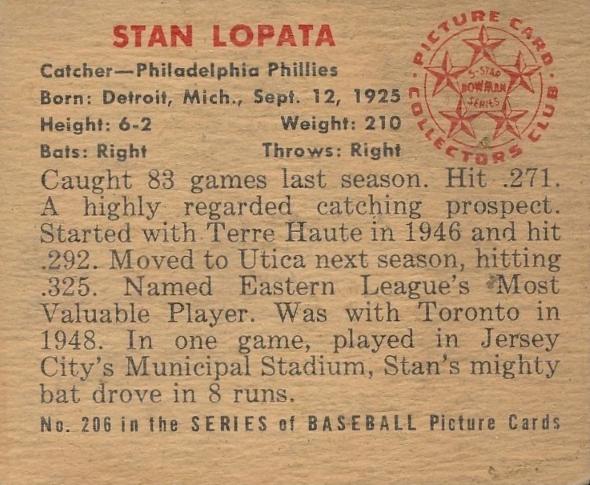 STAN LOPATA
PICTURE CARD
COLLECTORS CLUB
5-STAR
BOWMAN
SERIES
Catcher—Philadelphia Phillies
Born: Detroit, Mich., Sept. 12, 1925
Height: 6-2 Weight: 210
Bats: Right Throws: Right
Caught 83 games last season. Hit .271.
A highly regarded catching prospect.
Started with Terre Haute in 1946 and hit
.292. Moved to Utica next season, hitting
.325. Named Eastern League's Most
Valuable Player. Was with Toronto in
1948. In one game, played in Jersey
City's Municipal Stadium, Stan's mighty
bat drove in 8 runs.
No. 206 in the SERIES of BASEBALL Picture Cards